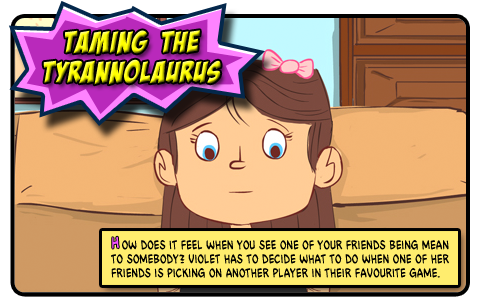 TAMING THE
TYRANNOLAURUS
HOW DOES IT FEEL WHEN YOU SEE ONE OF YOUR FRIENDS BEING MEAN
TO SOMEBODY? VIOLET HAS TO DECIDE WHAT TO DO WHEN ONE OF HER
FRIENDS IS PICKING ON ANOTHER PLAYER IN THEIR FAVOURITE GAME.